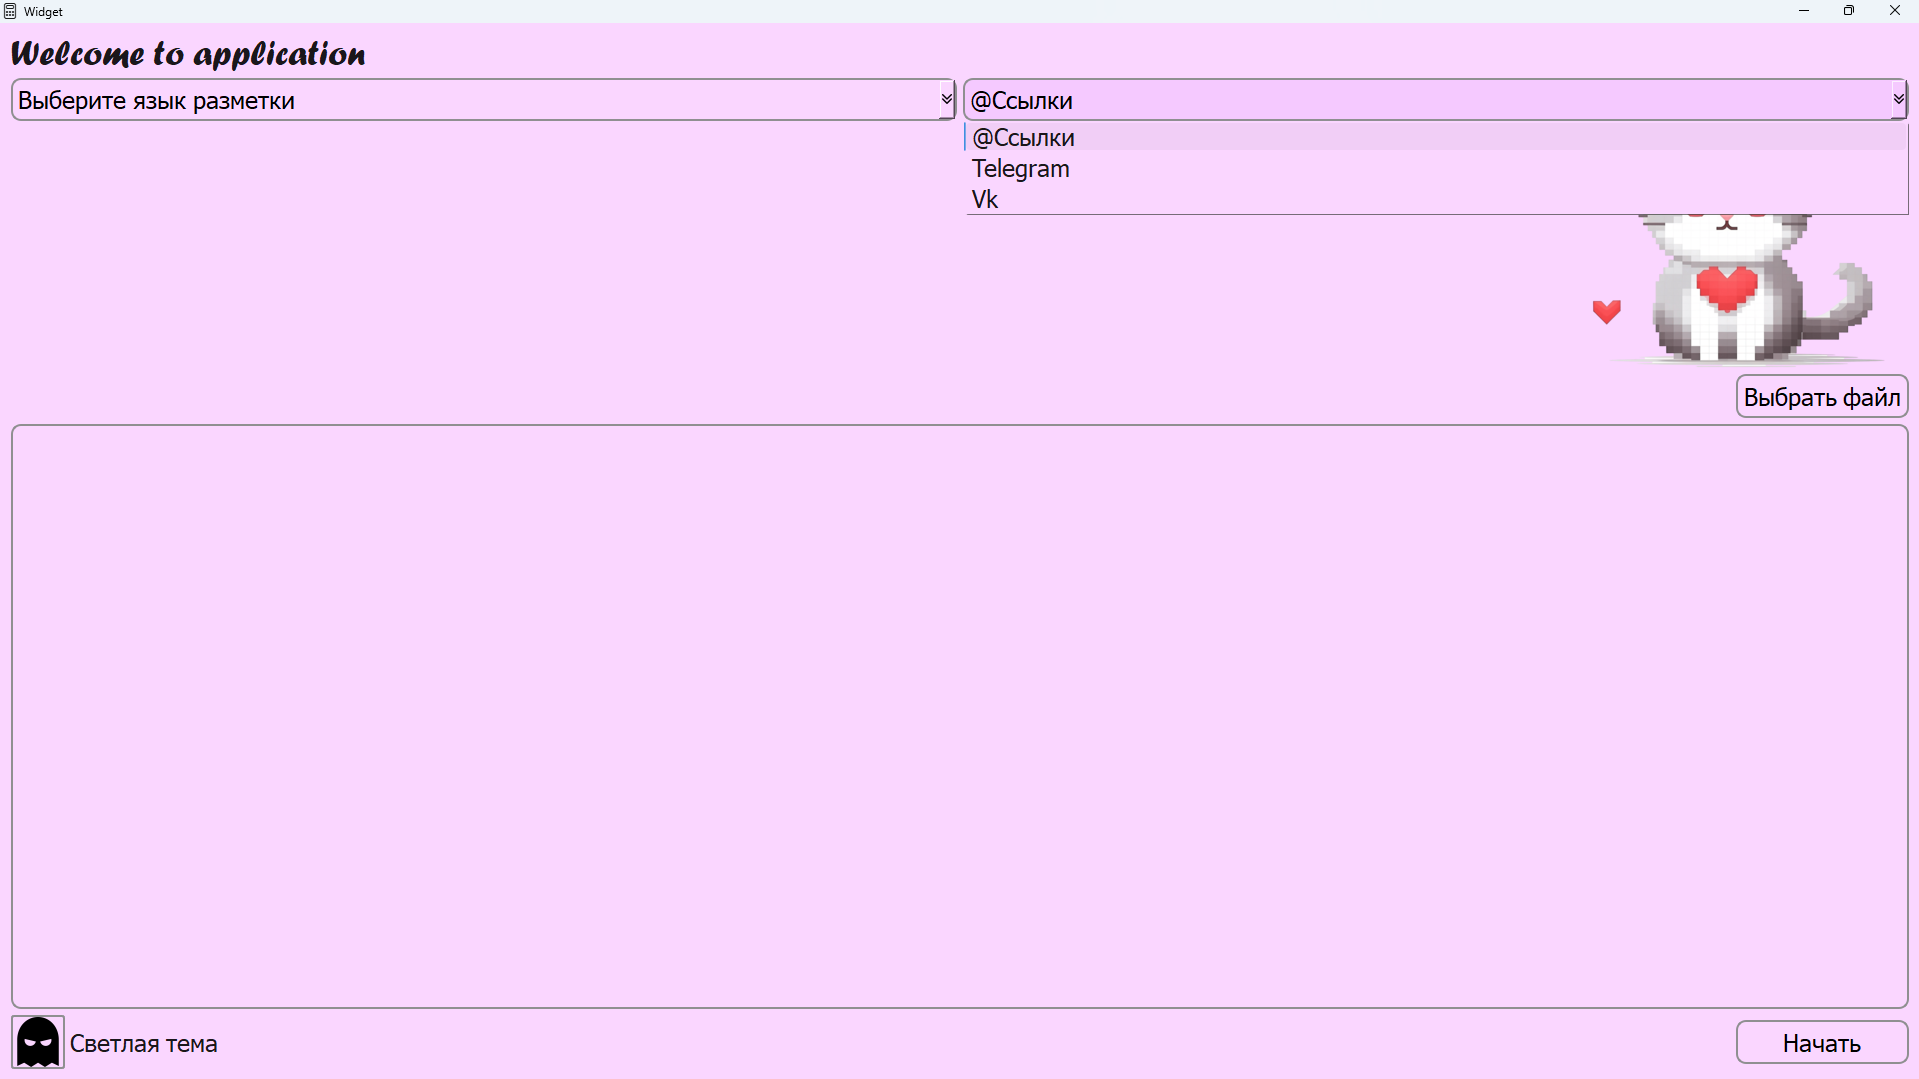 Widget
Welcome to application
Выберите язык разметки
@Ссылки
@Ссылки
Telegram
Vk
Выбрать файл
Светлая тема
Начать